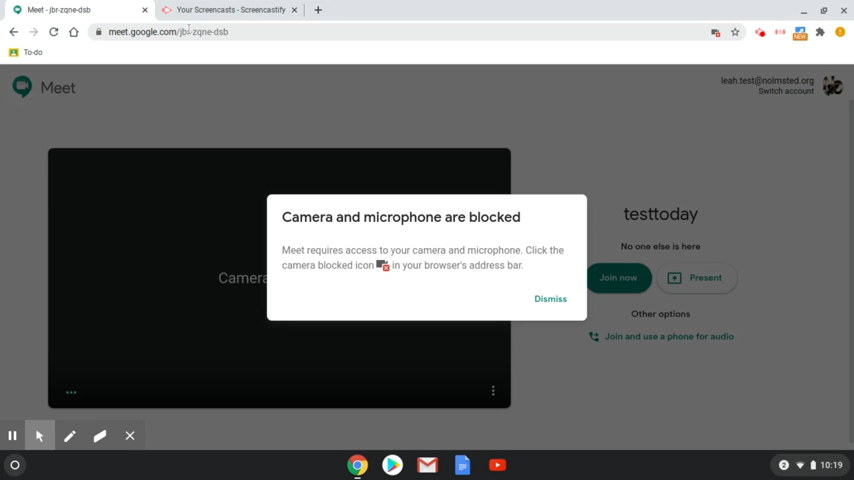 Meet - jbr-zqne-dsb
Your Screencasts - Screencastify
meet.google.com/jbr-zqne-dsb
NEW
To-do
Meet
leah.test@nolmsted.org
Switch account
Camera and microphone are blocked
Meet requires access to your camera and microphone. Click the
camera blocked icon in your browser's address bar.
Dismiss
Camera
testtoday
No one else is here
Join now
Present
Other options
Join and use a phone for audio
2
10:19